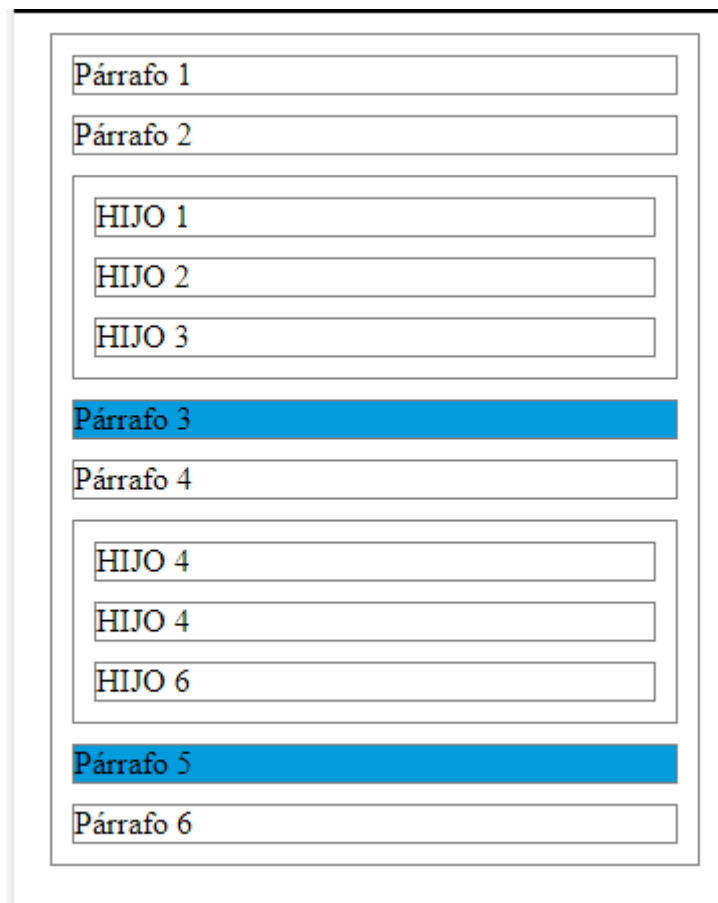 Párrafo 1
Párrafo 2
HIJO 1
HIJO 2
HIJO 3
Párrafo 3
Párrafo 4
HIJO 4
HIJO 4
HIJO 6
Párrafo 5
Párrafo 6